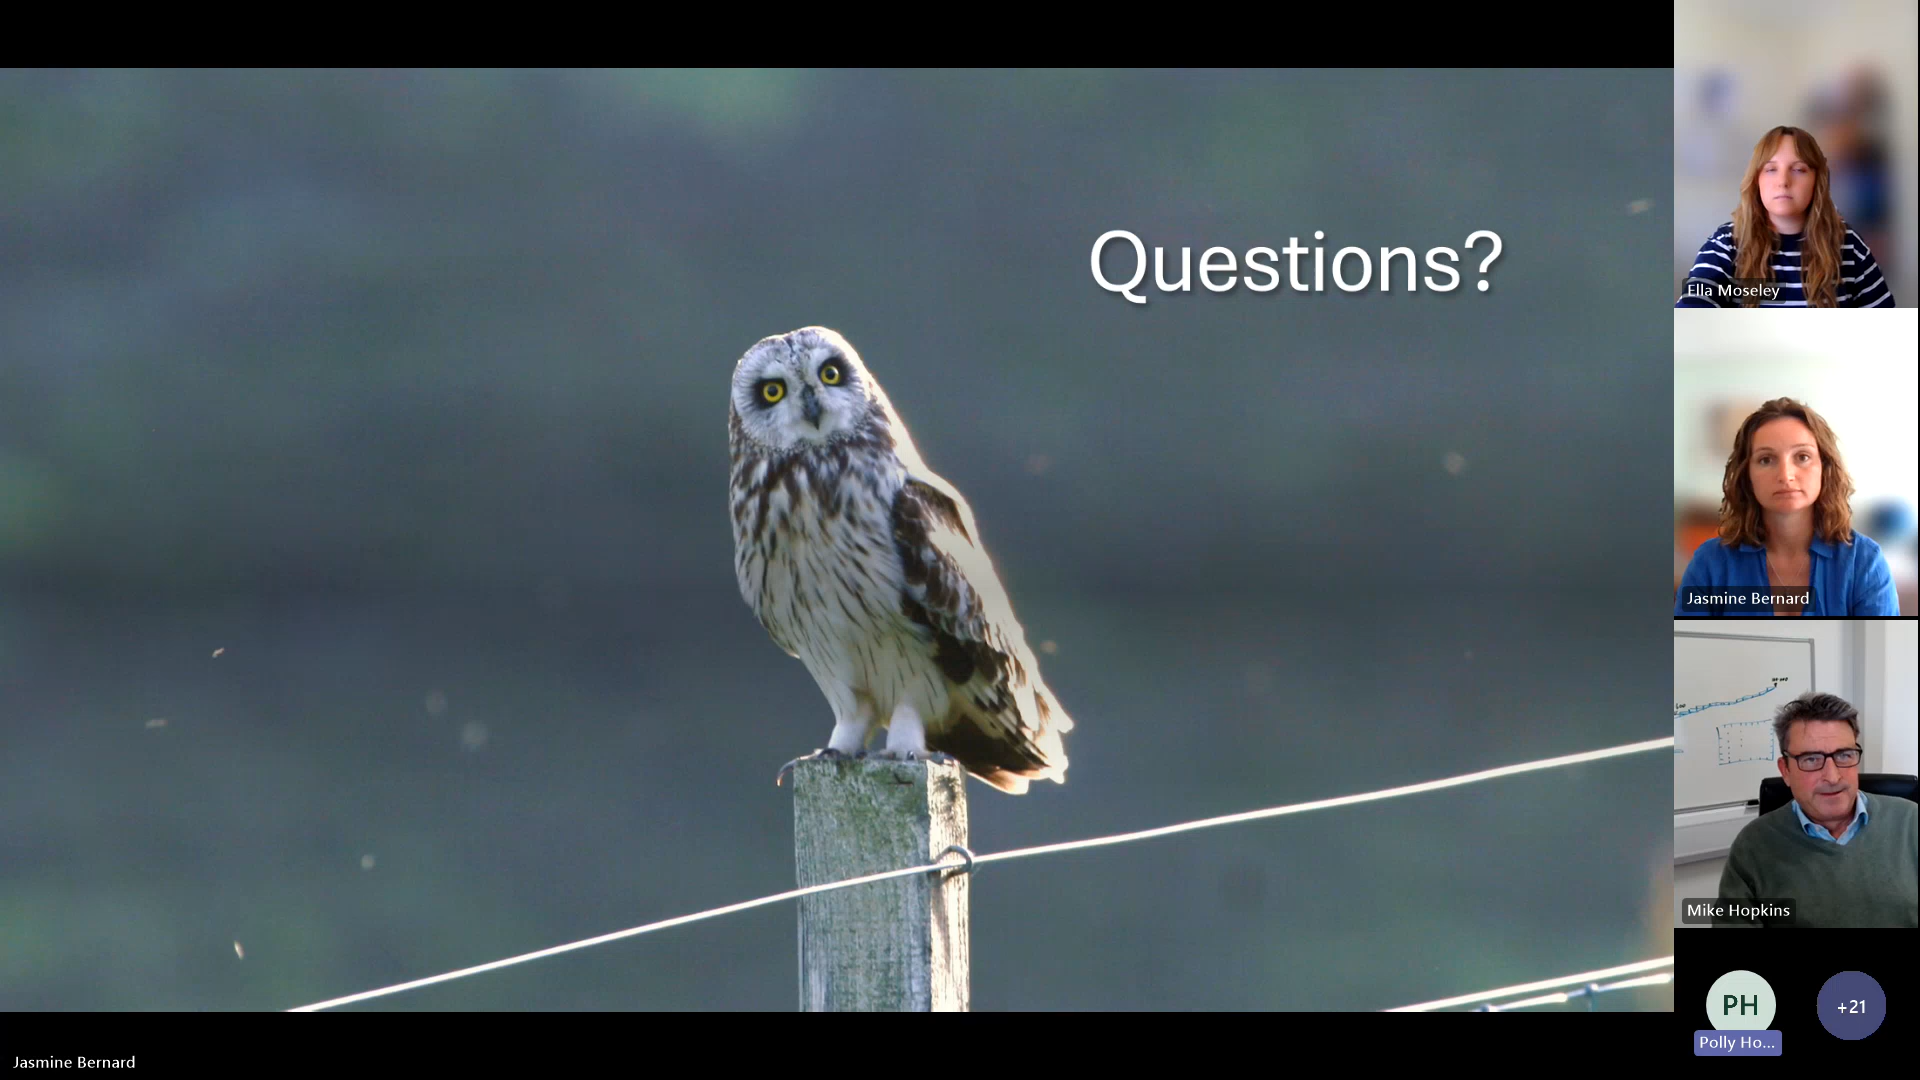 Questions?
Ella Moseley
Jasmine Bernard
Mike Hopkins
PH
+21
Polly Ho...
Jasmine Bernard